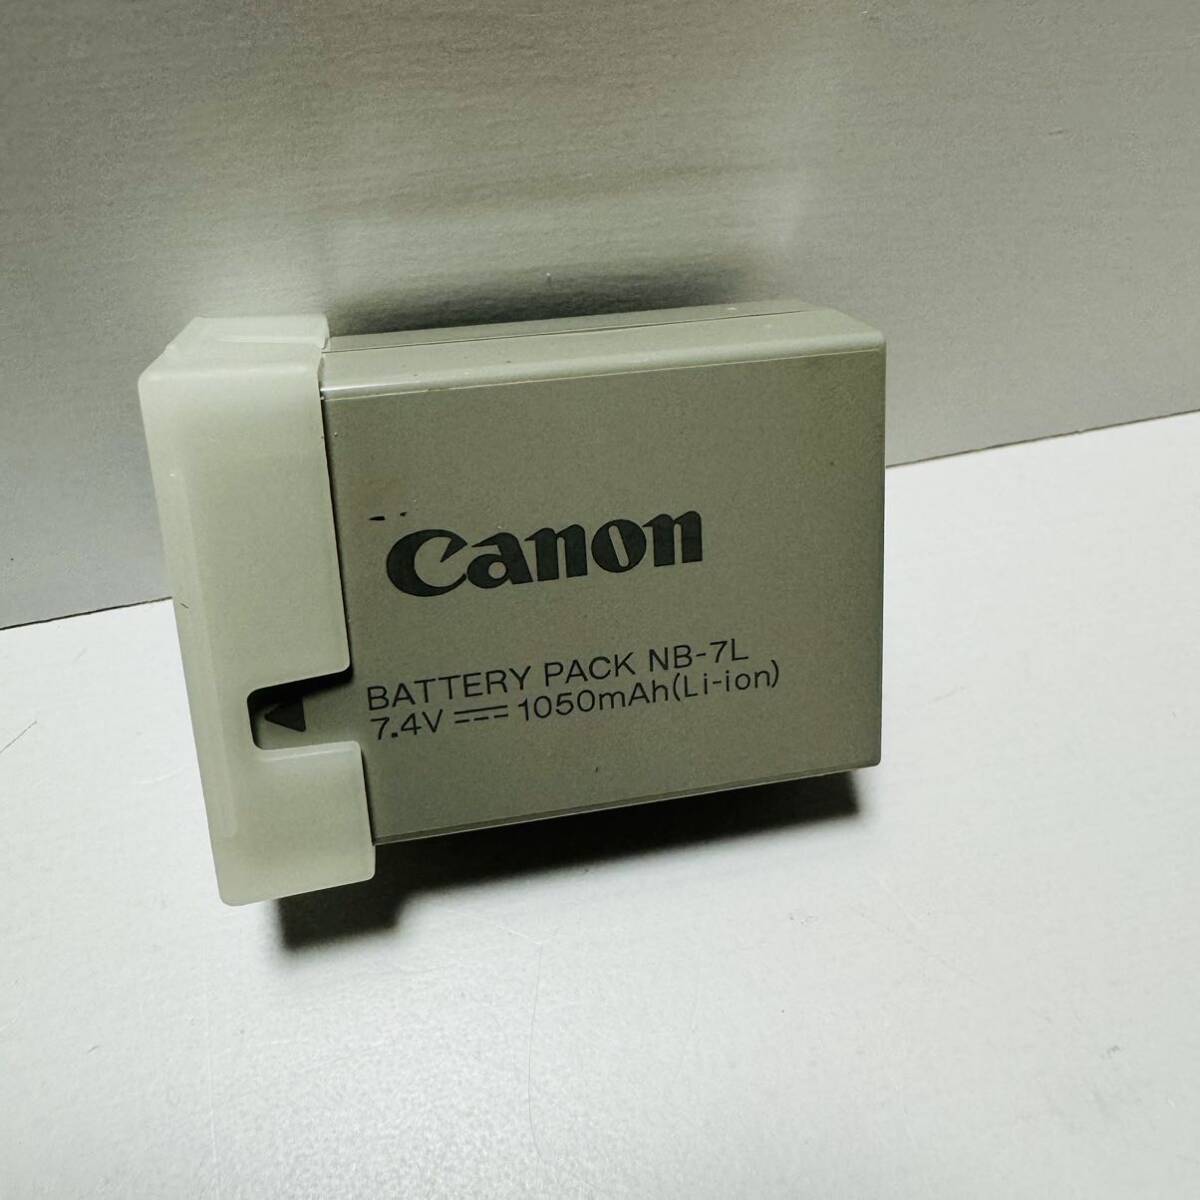 Canon
BATTERY PACK NB-7L
7.4V ⎓ 1050mAh(Li-ion)